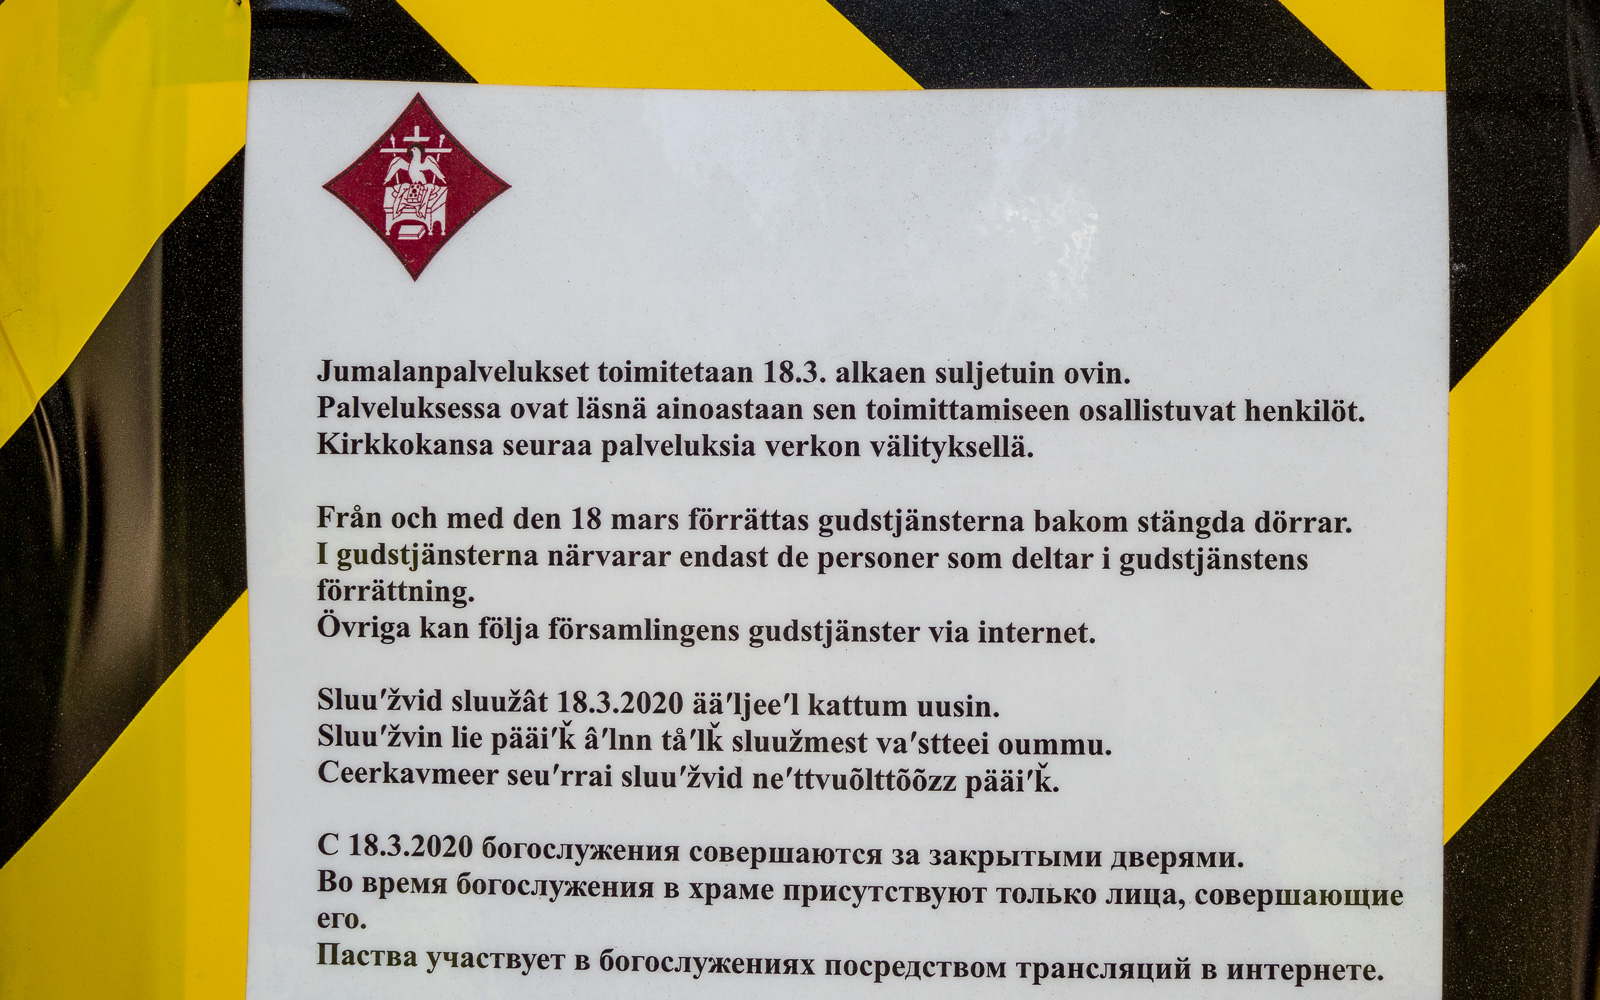 Jumalanpalvelukset toimitetaan 18.3. alkaen suljetuin ovin.
Palveluksessa ovat läsnä ainoastaan sen toimittamiseen osallistuvat henkilöt.
Kirkkokansa seuraa palveluksia verkon välityksellä.
Från och med den 18 mars förrättas gudstjänsterna bakom stängda dörrar.
I gudstjänsterna närvarar endast de personer som deltar i gudstjänstens
förrättning.
Övriga kan följa församlingens gudstjänster via internet.
Sluuʹžvid sluužât 18.3.2020 ääʹljeeʹl kattum uusin.
Sluuʹžvin lie pääiʹǩ âʹlnn tåʹlǩ sluužmest vaʹstteei oummu.
Ceerkavmeer seuʹrrai sluuʹžvid neʹttvuõlttõõzz pääiʹǩ.
С 18.3.2020 богослужения совершаются за закрытыми дверями.
Во время богослужения в храме присутствуют только лица, совершающие
его.
Паства участвует в богослужениях посредством трансляций в интернете.